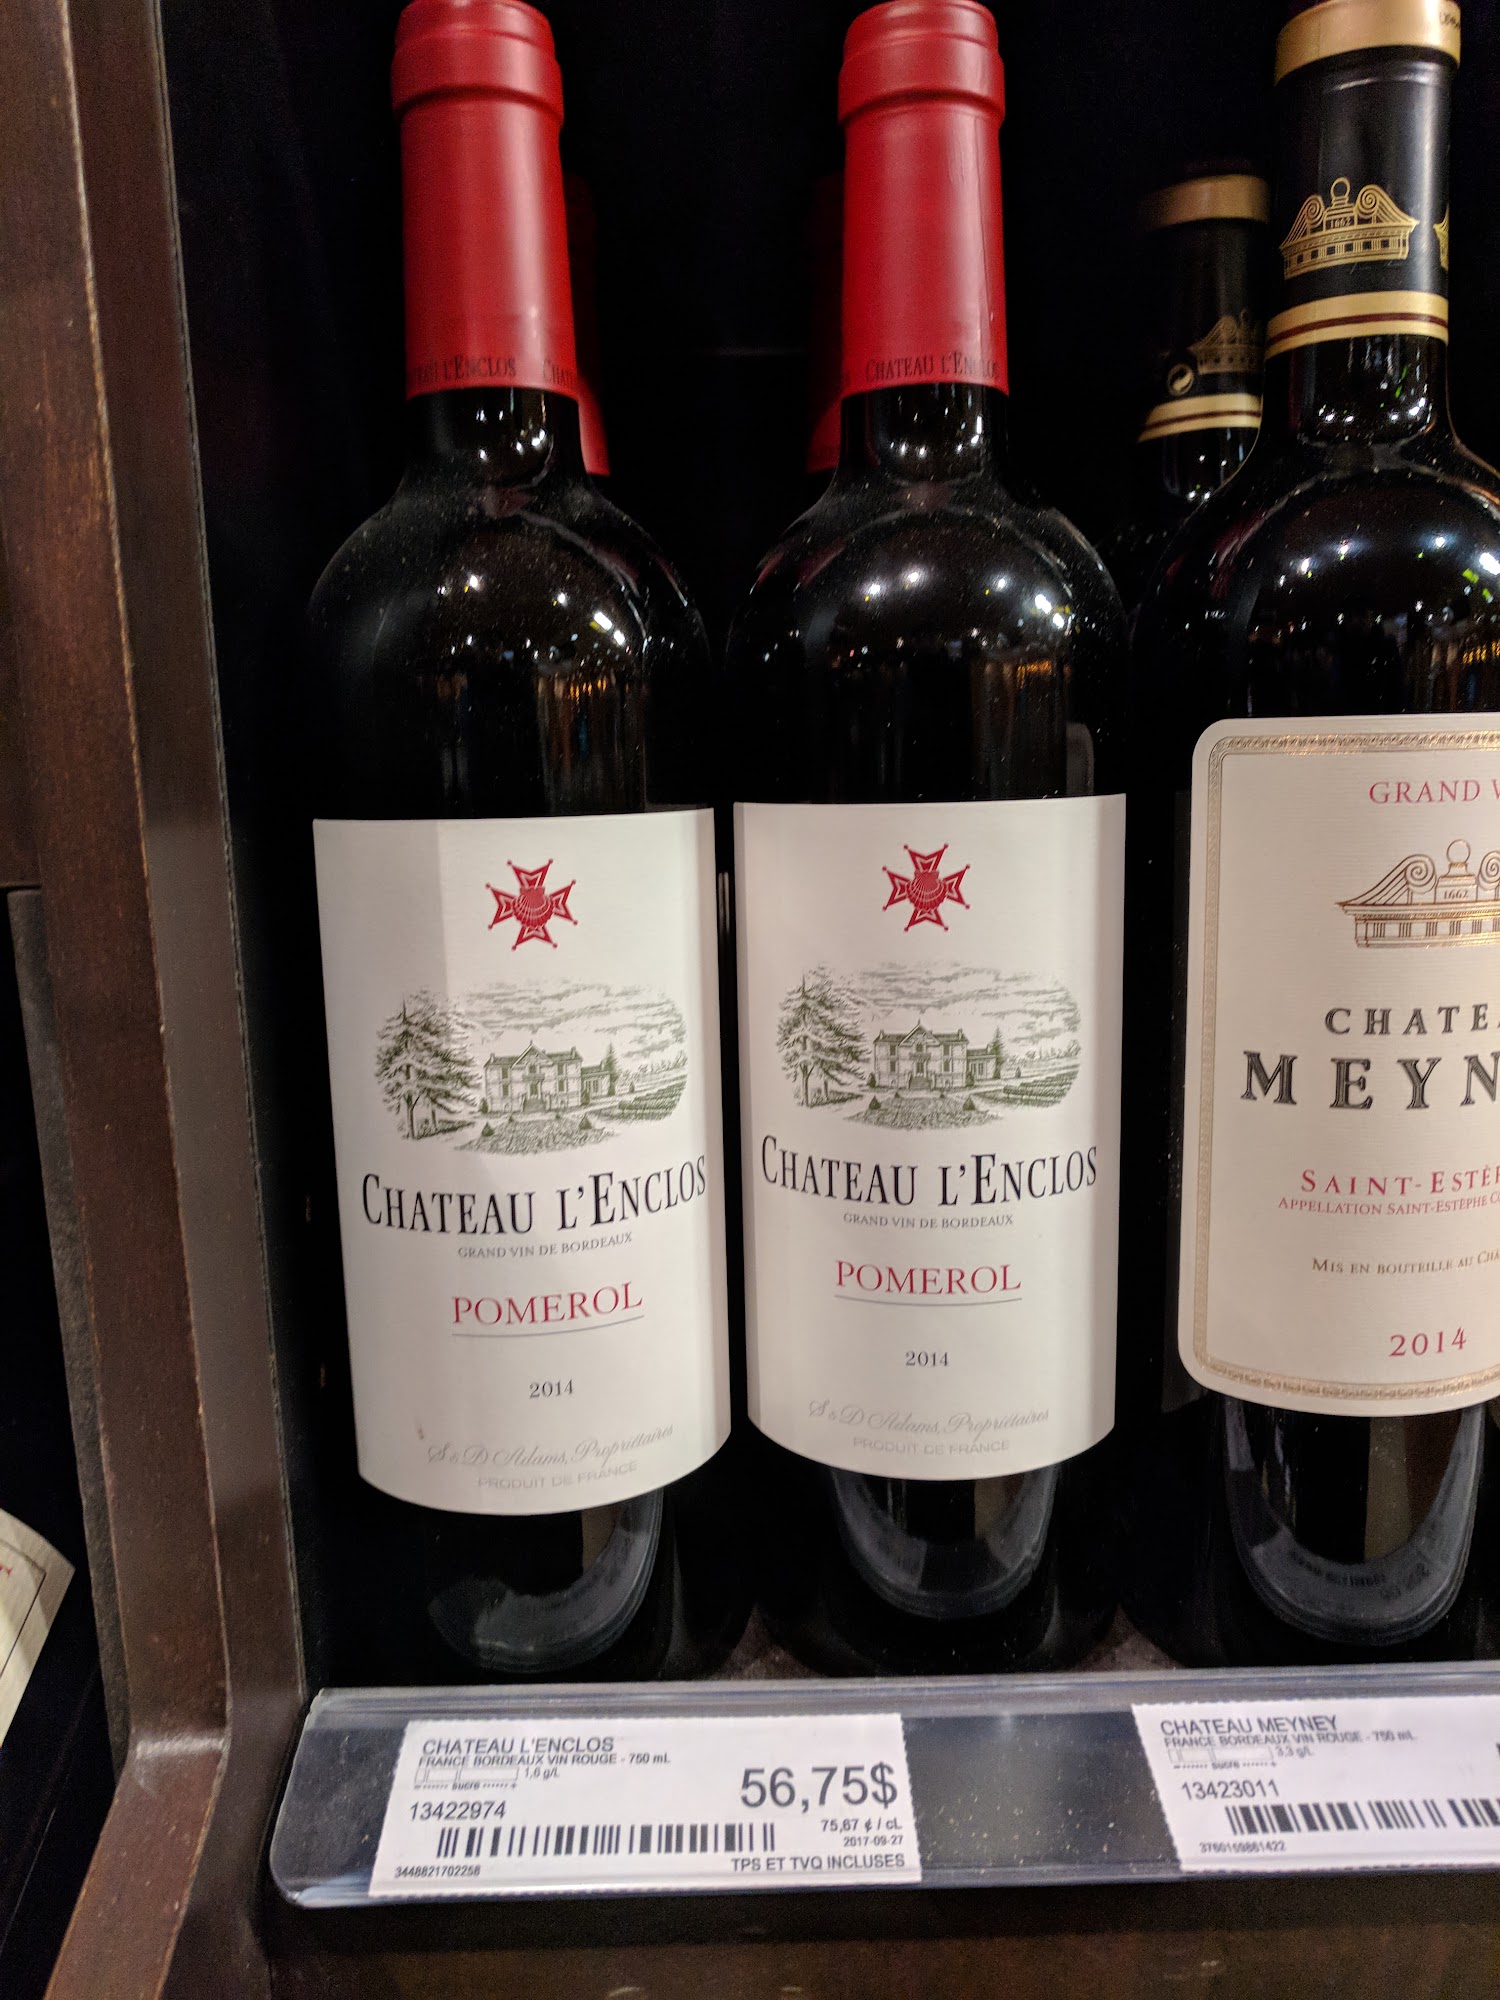 CHATEAU L'ENCLOS
CHATEAU L'ENCLOS
1662
CHATEAU L'ENCLOS
GRAND VIN DE BORDEAUX
POMEROL
2014
S & D Adams, Propriétaires
PRODUIT DE FRANCE
CHATEAU L'ENCLOS
GRAND VIN DE BORDEAUX
POMEROL
2014
S & D Adams, Propriétaires
PRODUIT DE FRANCE
GRAND
1662
CHATE
MEYN
SAINT-ESTÈ
APPELLATION SAINT-ESTÈPHE
MIS EN BOUTEILLE AU
2014
CHATEAU L'ENCLOS
FRANCE BORDEAUX VIN ROUGE - 750 mL
1,6 g/L
- sucre +
13422974
56,75$
75,67 ¢ / cL
2017-09-27
3448821702258
TPS ET TVQ INCLUSES
CHATEAU MEYNEY
FRANCE BORDEAUX VIN ROUGE - 750 mL
3,3 g/L
- sucre +
13423011
3760159861422